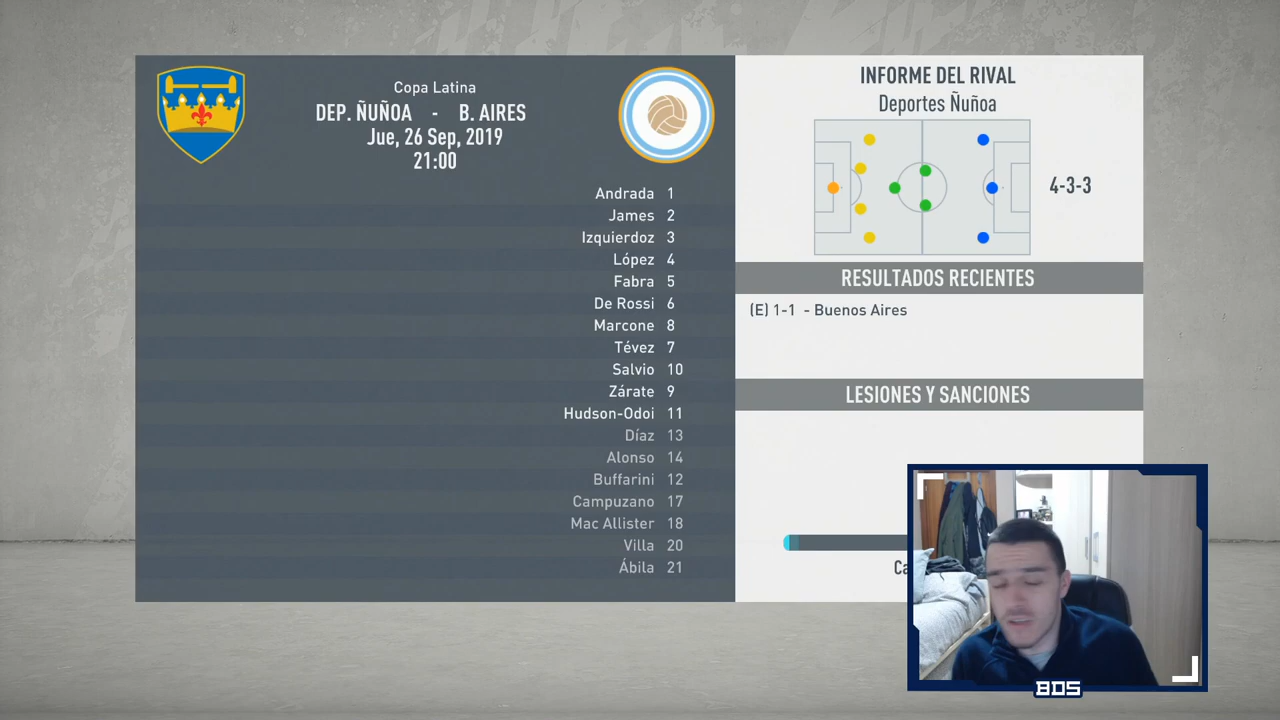 Copa Latina
DEP. ÑUÑOA - B. AIRES
Jue, 26 Sep, 2019
21:00
Andrada 1
James 2
Izquierdoz 3
López 4
Fabra 5
De Rossi 6
Marcone 8
Tévez 7
Salvio 10
Zárate 9
Hudson-Odoi 11
Díaz 13
Alonso 14
Buffarini 12
Campuzano 17
Mac Allister 18
Villa 20
Ábila 21
INFORME DEL RIVAL
Deportes Ñuñoa
4-3-3
RESULTADOS RECIENTES
(E) 1-1 - Buenos Aires
LESIONES Y SANCIONES
BDS